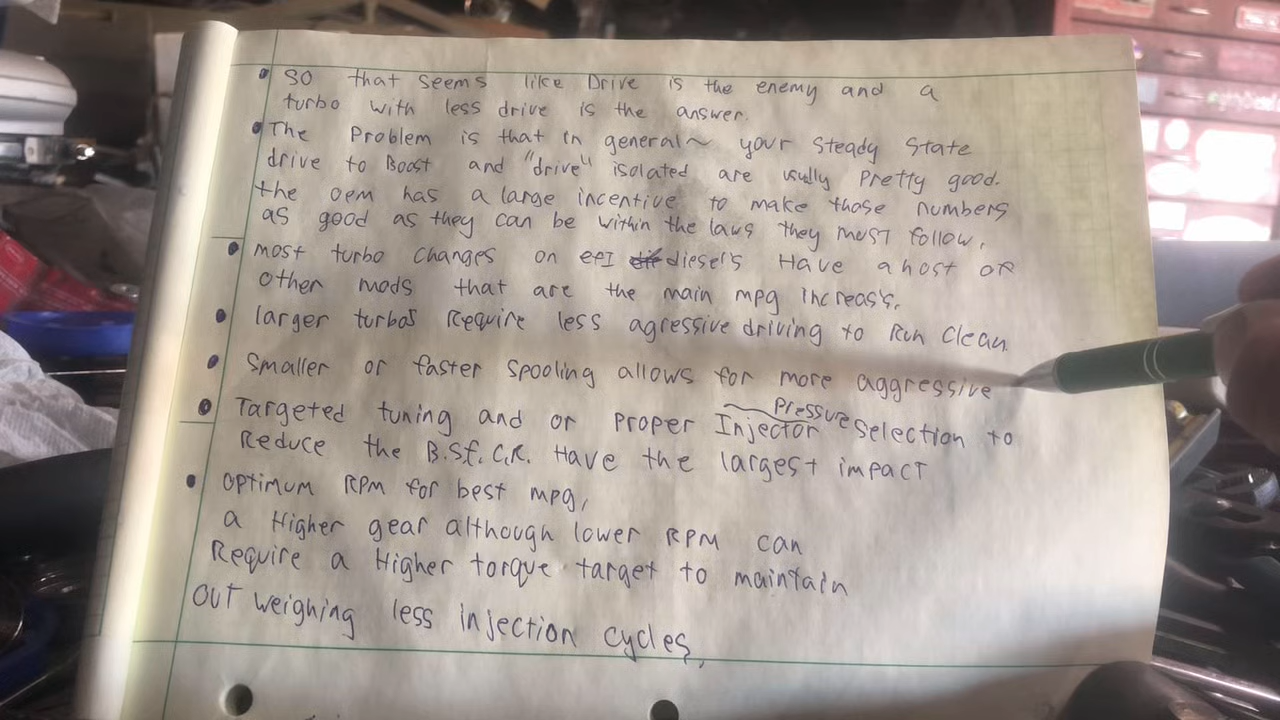 • So that seems like Drive is the enemy and a
turbo with less drive is the answer.
• The Problem is that in general~ your Steady State
drive to Boost and "drive" isolated are usully pretty good.
the oem has a large incentive to make those numbers
as good as they can be within the laws they must follow.
• most turbo changes on efI diesel's Have a host of
other mods that are the main mpg increas's.
• larger turbos Require less agressive driving to Run Clean.
• Smaller or faster spooling allows for more aggressive
• Targeted tuning and or proper Injector Pressure Selection to
Reduce the B.S.f.C.R. Have the largest impact
• optimum RPM for best mpg,
a Higher gear although lower RPM can
Require a Higher torque target to maintain
out weighing less injection cycles.